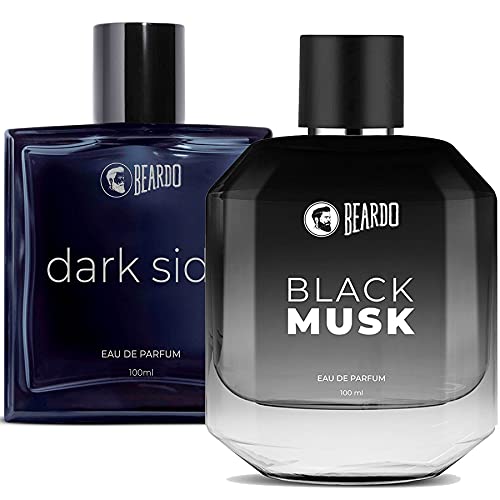 BEARDO
dark sid
EAU DE PARFUM
100ml
BEARDO
BLACK
MUSK
EAU DE PARFUM
100 ml